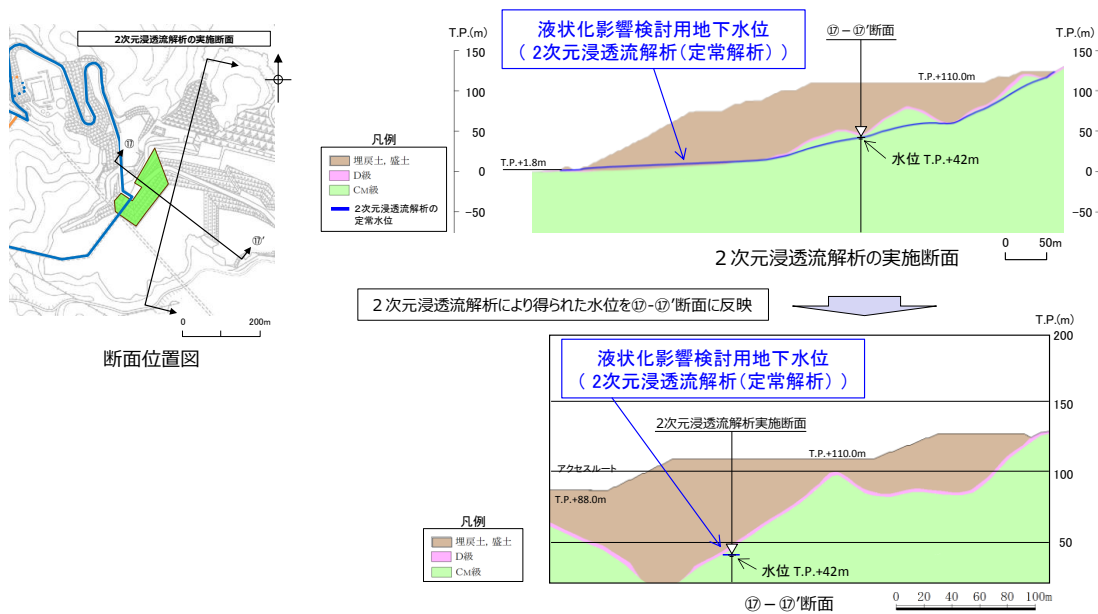 2次元浸透流解析の実施断面
⑰
⑰'
0 200m
断面位置図
T.P.(m)
150
100
50
0
−50
液状化影響検討用地下水位
( 2次元浸透流解析(定常解析) )
⑰−⑰'断面
T.P.(m)
150
100
50
0
−50
T.P.+110.0m
T.P.+1.8m
水位 T.P.+42m
凡例
埋戻土, 盛土
D級
CM級
2次元浸透流解析の
定常水位
2次元浸透流解析の実施断面
0 50m
2次元浸透流解析により得られた水位を⑰-⑰'断面に反映
T.P.(m)
200
150
100
50
液状化影響検討用地下水位
( 2次元浸透流解析(定常解析) )
2次元浸透流解析実施断面
T.P.+110.0m
アクセスルート
T.P.+88.0m
水位 T.P.+42m
凡例
埋戻土, 盛土
D級
CM級
⑰−⑰'断面
0 20 40 60 80 100m